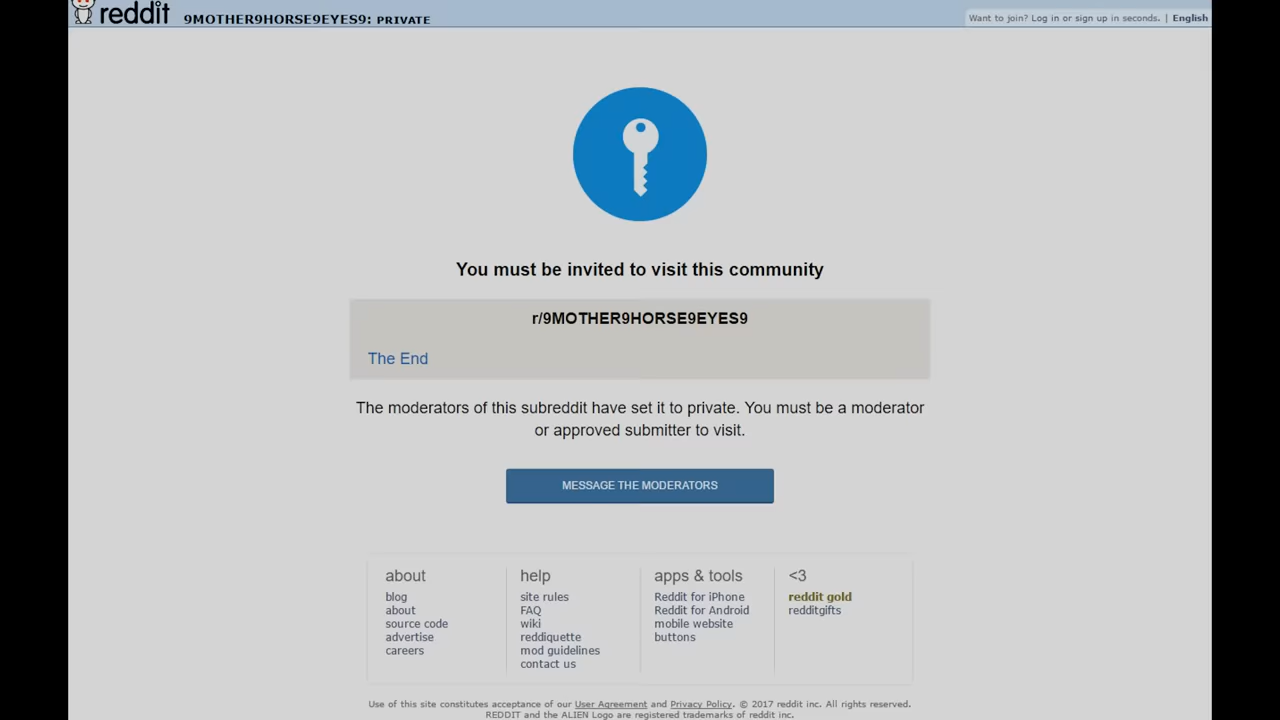 reddit 9MOTHER9HORSE9EYES9: PRIVATE
Want to join? Log in or sign up in seconds. | English
You must be invited to visit this community
r/9MOTHER9HORSE9EYES9
The End
The moderators of this subreddit have set it to private. You must be a moderator
or approved submitter to visit.
MESSAGE THE MODERATORS
about
blog
about
source code
advertise
careers
help
site rules
FAQ
wiki
reddiquette
mod guidelines
contact us
apps & tools
Reddit for iPhone
Reddit for Android
mobile website
buttons
<3
reddit gold
redditgifts
Use of this site constitutes acceptance of our User Agreement and Privacy Policy. © 2017 reddit inc. All rights reserved.
REDDIT and the ALIEN Logo are registered trademarks of reddit inc.